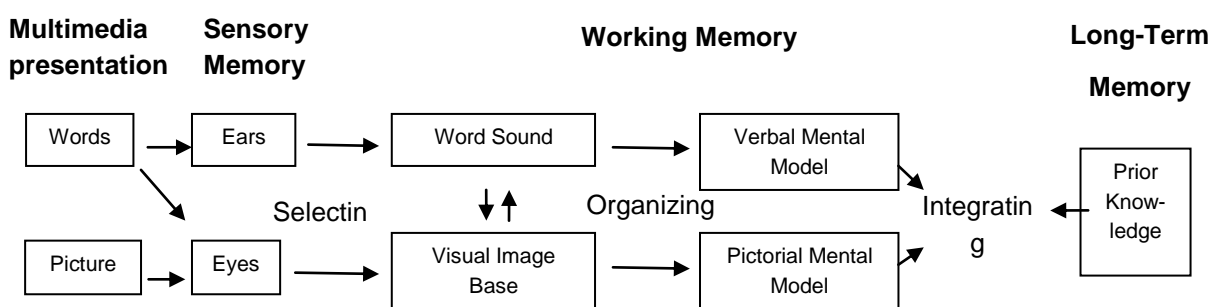 Multimedia
presentation
Sensory
Memory
Working Memory
Long-Term
Memory
Words
Ears
Word Sound
Verbal Mental
Model
Prior
Know-
ledge
Selectin
Organizing
Integratin
g
Picture
Eyes
Visual Image
Base
Pictorial Mental
Model